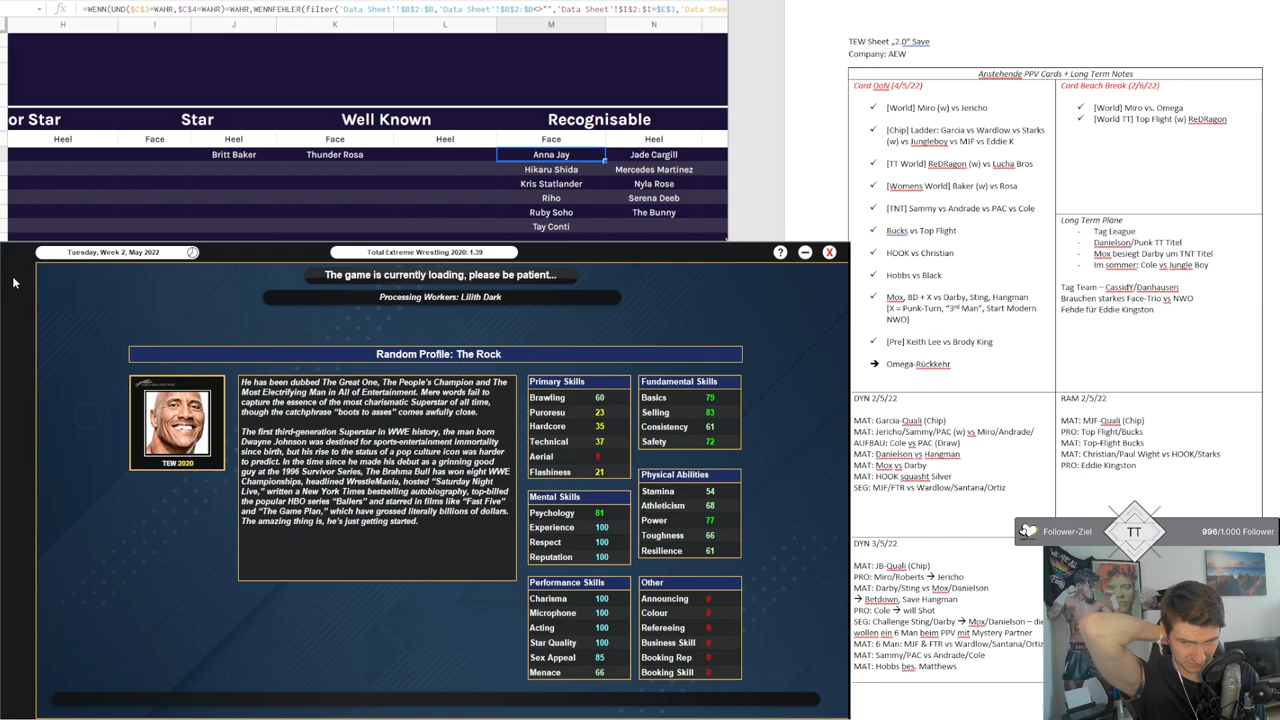 =WENN(UND($C$3=WAHR,$C$4=WAHR)=WAHR,WENNFEHLER(filter('Data Sheet'!$B$2:$B,'Data Sheet'!$B$2:$B<>"",'Data Sheet'!$I$2:$I=$E$3,'Data Shee
H I J K L M N
or Star Star Well Known Recognisable
Heel Face Heel Face Heel Face Heel
Britt Baker Thunder Rosa Anna Jay Jade Cargill
Hikaru Shida Mercedes Martinez
Kris Statlander Nyla Rose
Riho Serena Deeb
Ruby Soho The Bunny
Tay Conti
Tuesday, Week 2, May 2022 Total Extreme Wrestling 2020: 1.39 ? X
The game is currently loading, please be patient...
Processing Workers: Lilith Dark
Random Profile: The Rock
TEW 2020
He has been dubbed The Great One, The People's Champion and The
Most Electrifying Man in All of Entertainment. Mere words fail to
capture the essence of the most charismatic Superstar of all time,
though the catchphrase "boots to asses" comes awfully close.
The first third-generation Superstar in WWE history, the man born
Dwayne Johnson was destined for sports-entertainment immortality
since birth, but his rise to the status of a pop culture icon was harder
to predict. In the time since he made his debut as a grinning good
guy at the 1996 Survivor Series, The Brahma Bull has won eight WWE
Championships, headlined WrestleMania, hosted "Saturday Night
Live," written a New York Times bestselling autobiography, top-billed
the popular HBO series "Ballers" and starred in films like "Fast Five"
and "The Game Plan," which have grossed literally billions of dollars.
The amazing thing is, he's just getting started.
Primary Skills
Brawling 60
Puroresu 23
Hardcore 35
Technical 37
Aerial 0
Flashiness 21
Mental Skills
Psychology 81
Experience 100
Respect 100
Reputation 100
Performance Skills
Charisma 100
Microphone 100
Acting 100
Star Quality 100
Sex Appeal 85
Menace 66
Fundamental Skills
Basics 79
Selling 83
Consistency 61
Safety 72
Physical Abilities
Stamina 54
Athleticism 68
Power 77
Toughness 66
Resilience 61
Other
Announcing 0
Colour 0
Refereeing 0
Business Skill 0
Booking Rep 0
Booking Skill 0
TEW Sheet „2.0“ Save
Company: AEW
Anstehende PPV Cards + Long Term Notes
Card DoN (4/5/22)
[World] Miro (w) vs Jericho
[Chip] Ladder: Garcia vs Wardlow vs Starks
(w) vs Jungleboy vs MJF vs Eddie K
[TT World] ReDRagon (w) vs Lucha Bros
[Womens World] Baker (w) vs Rosa
[TNT] Sammy vs Andrade vs PAC vs Cole
Bucks vs Top Flight
HOOK vs Christian
Hobbs vs Black
Mox, BD + X vs Darby, Sting, Hangman
[X = Punk-Turn, “3rd Man”, Start Modern
NWO]
[Pre] Keith Lee vs Brody King
➔ Omega-Rückkehr
Card Beach Break (2/6/22)
[World] Miro vs. Omega
[World TT] Top Flight (w) ReDRagon
Long Term Pläne
- Tag League
- Danielson/Punk TT Titel
- Mox besiegt Darby um TNT Titel
- Im sommer: Cole vs Jungle Boy
Tag Team – CassidY/Danhausen
Brauchen starkes Face-Trio vs NWO
Fehde für Eddie Kingston
DYN 2/5/22
MAT: Garcia-Quali (Chip)
MAT: Jericho/Sammy/PAC (w) vs Miro/Andrade/
AUFBAU: Cole vs PAC (Draw)
MAT: Danielson vs Hangman
MAT: Mox vs Darby
MAT: HOOK squasht Silver
SEG: MJF/FTR vs Wardlow/Santana/Ortiz
RAM 2/5/22
MAT: MJF-Quali (Chip)
PRO: Top Flight/Bucks
MAT: Top-Flight Bucks
MAT: Christian/Paul Wight vs HOOK/Starks
PRO: Eddie Kingston
DYN 3/5/22
MAT: JB-Quali (Chip)
PRO: Miro/Roberts → Jericho
MAT: Darby/Sting vs Mox/Danielson
→ Betdown, Save Hangman
PRO: Cole → will Shot
SEG: Challenge Sting/Darby → Mox/Danielson – die
wollen ein 6 Man beim PPV mit Mystery Partner
MAT: 6 Man: MJF & FTR vs Wardlow/Santana/Ortiz
MAT: Sammy/PAC vs Andrade/Cole
MAT: Hobbs bes. Matthews
Follower-Ziel TT 996/1.000 Follower